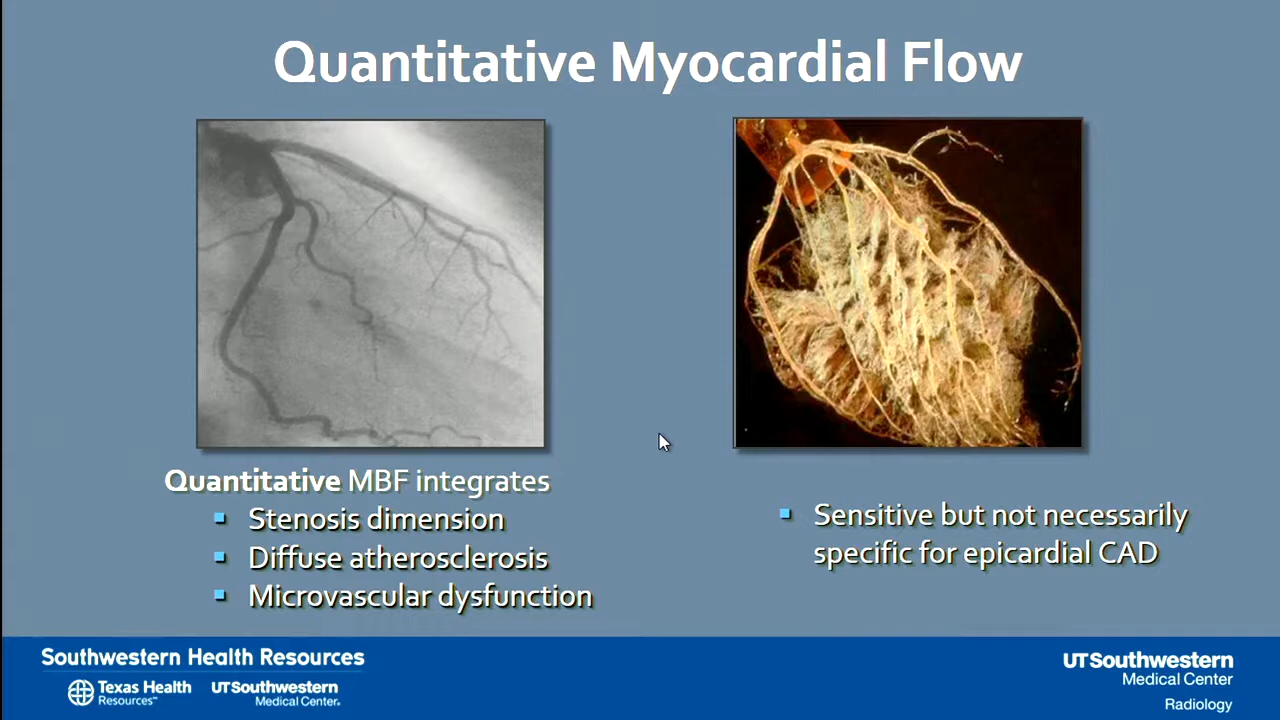 Quantitative Myocardial Flow
Quantitative MBF integrates
Stenosis dimension
Diffuse atherosclerosis
Microvascular dysfunction
Sensitive but not necessarily
specific for epicardial CAD
Southwestern Health Resources
Texas Health
Resources℠
UTSouthwestern
Medical Center.
UTSouthwestern
Medical Center
Radiology